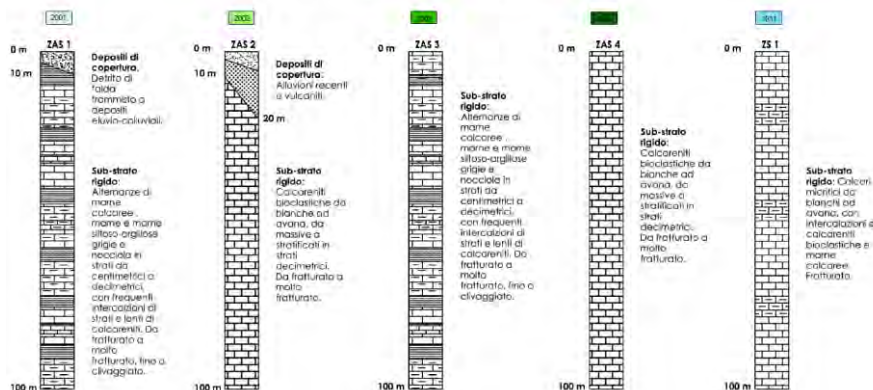 2001
ZAS 1
0 m
10 m
100 m
Depositi di
copertura:
Detrito di
falda
frammisto a
depositi
eluvio-colluviali.
Sub-strato
rigido:
Alternanze di
marne
calcaree,
marne e marne
siltoso-argillose
grigie e
nocciola in
strati da
centimetrici a
decimetrici,
con frequenti
intercalazioni di
strati e lenti di
calcareniti. Da
fratturato a
molto
fratturato, fino a
clivaggiato.
2002
ZAS 2
0 m
10 m
20 m
100 m
Depositi di
copertura:
Alluvioni recenti
e vulcaniti.
Sub-strato
rigido:
Calcareniti
bioclastiche da
bianche ad
avana, da
massive a
stratificati in
strati
decimetrici.
Da fratturato a
molto
fratturato.
ZAS 3
0 m
100 m
Sub-strato
rigido:
Alternanze di
marne
calcaree,
marne e marne
siltoso-argillose
grigie e
nocciola in
strati da
centimetrici a
decimetrici,
con frequenti
intercalazioni di
strati e lenti di
calcareniti. Da
fratturato a
molto
fratturato, fino a
clivaggiato.
ZAS 4
0 m
100 m
Sub-strato
rigido:
Calcareniti
bioclastiche da
bianche ad
avana, da
massive a
stratificati in
strati
decimetrici.
Da fratturato a
molto
fratturato.
ZS 1
0 m
100 m
Sub-strato
rigido: Calcari
micritici da
bianchi ad
avana, con
intercalazioni di
calcareniti
bioclastiche e
marne
calcaree.
Fratturato.